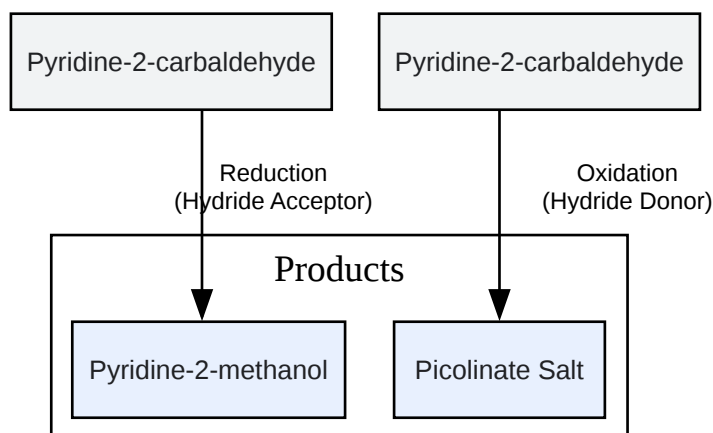 Pyridine-2-carbaldehyde
Pyridine-2-carbaldehyde
Reduction
(Hydride Acceptor)
Oxidation
(Hydride Donor)
Products
Pyridine-2-methanol
Picolinate Salt